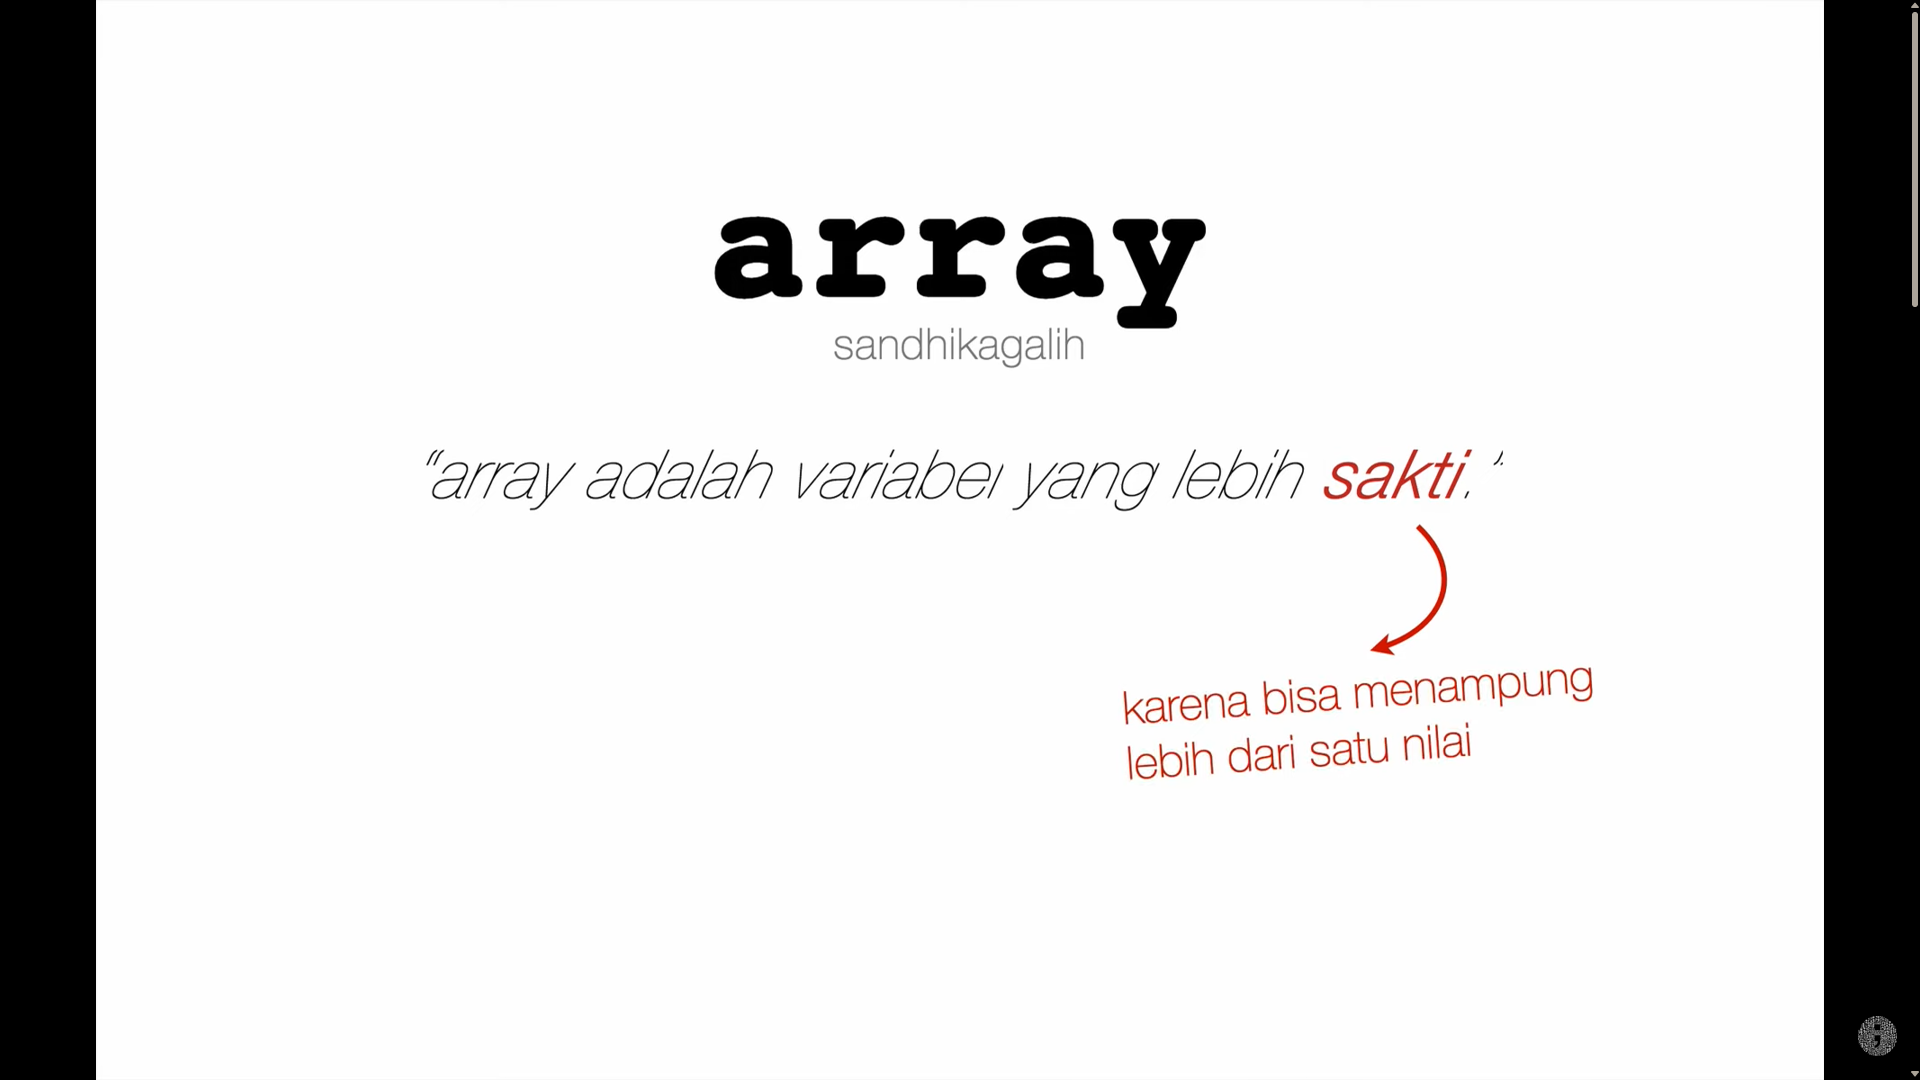 array
sandhikagalih
“array adalah variabel yang lebih sakti.”
karena bisa menampung
lebih dari satu nilai